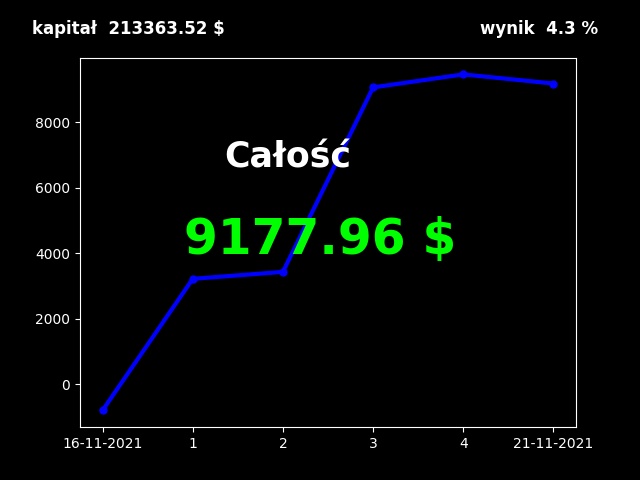 kapitał 213363.52 $
wynik 4.3 %
Całość
9177.96 $
8000
6000
4000
2000
0
16-11-2021 1 2 3 4 21-11-2021